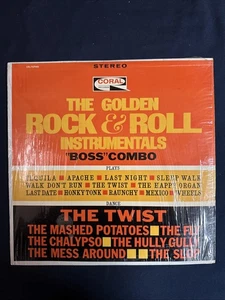 STEREO
CORAL
THE GOLDEN
ROCK & ROLL
INSTRUMENTALS
"BOSS" COMBO
PLAYS
TEQUILA ■ APACHE ■ LAST NIGHT ■ SLEEP WALK
WALK DON'T RUN ■ THE TWIST ■ THE HAPPY ORGAN
LAST DATE ■ HONKY TONK ■ RAUNCHY ■ MEXICO ■ WHEELS
DANCE
THE TWIST
THE MASHED POTATOES ■ THE FLY
THE CHALYPSO ■ THE HULLY GULLY
THE MESS AROUND ■ ■ THE SLOP